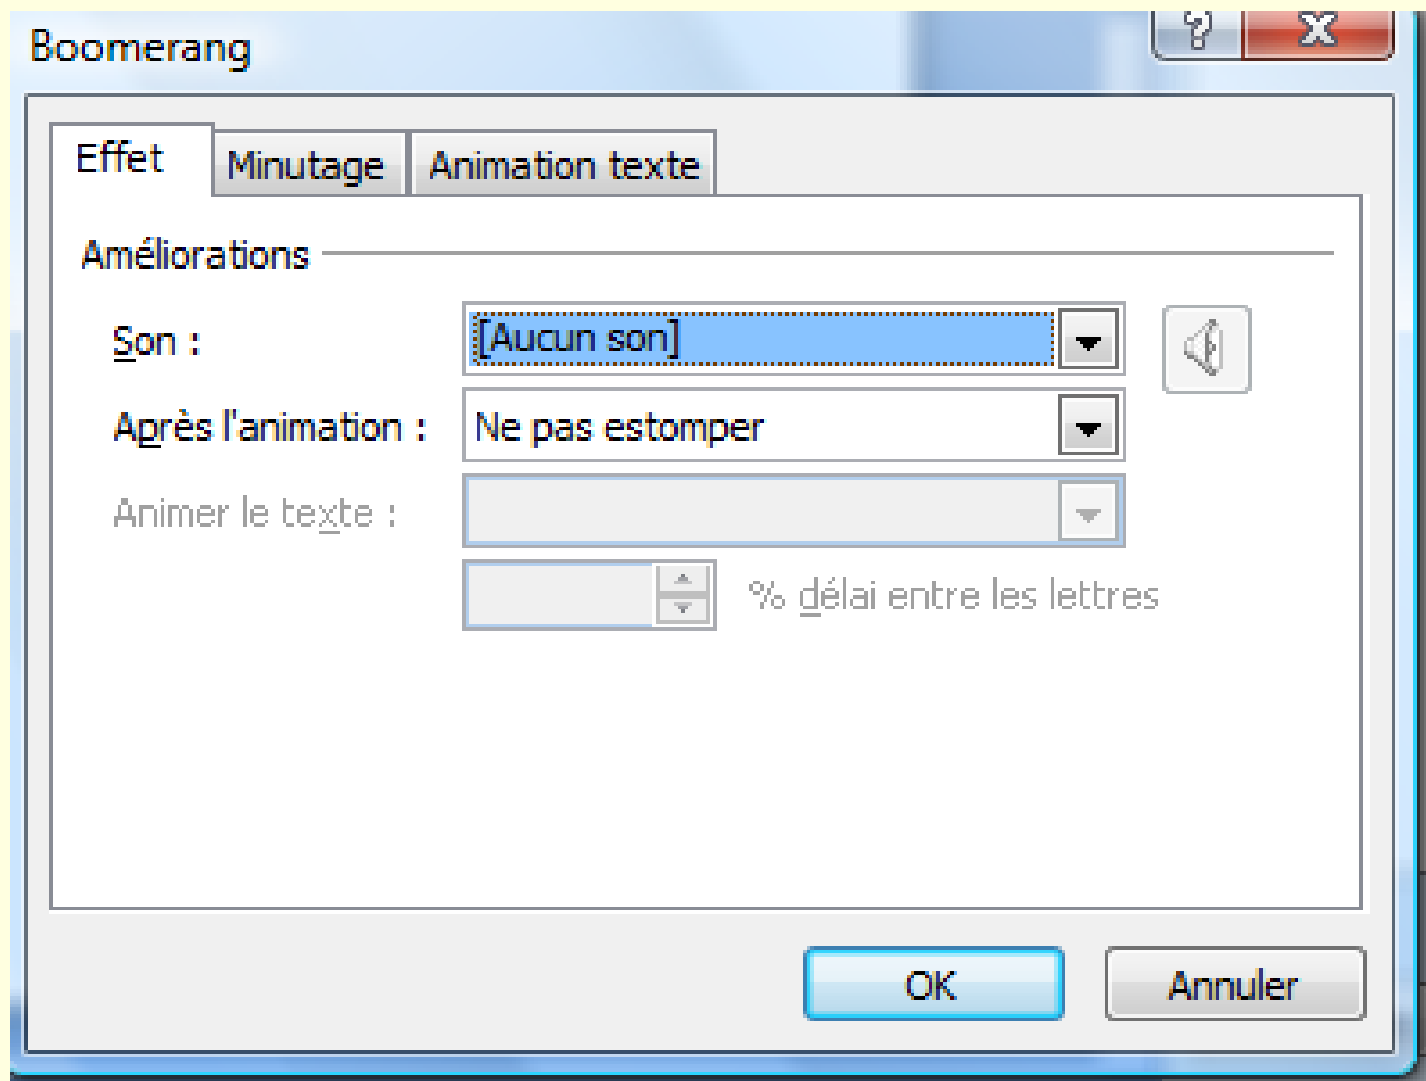 Boomerang
Effet Minutage Animation texte
Améliorations
Son : [Aucun son]
Après l'animation : Ne pas estomper
Animer le texte :
% délai entre les lettres
OK Annuler